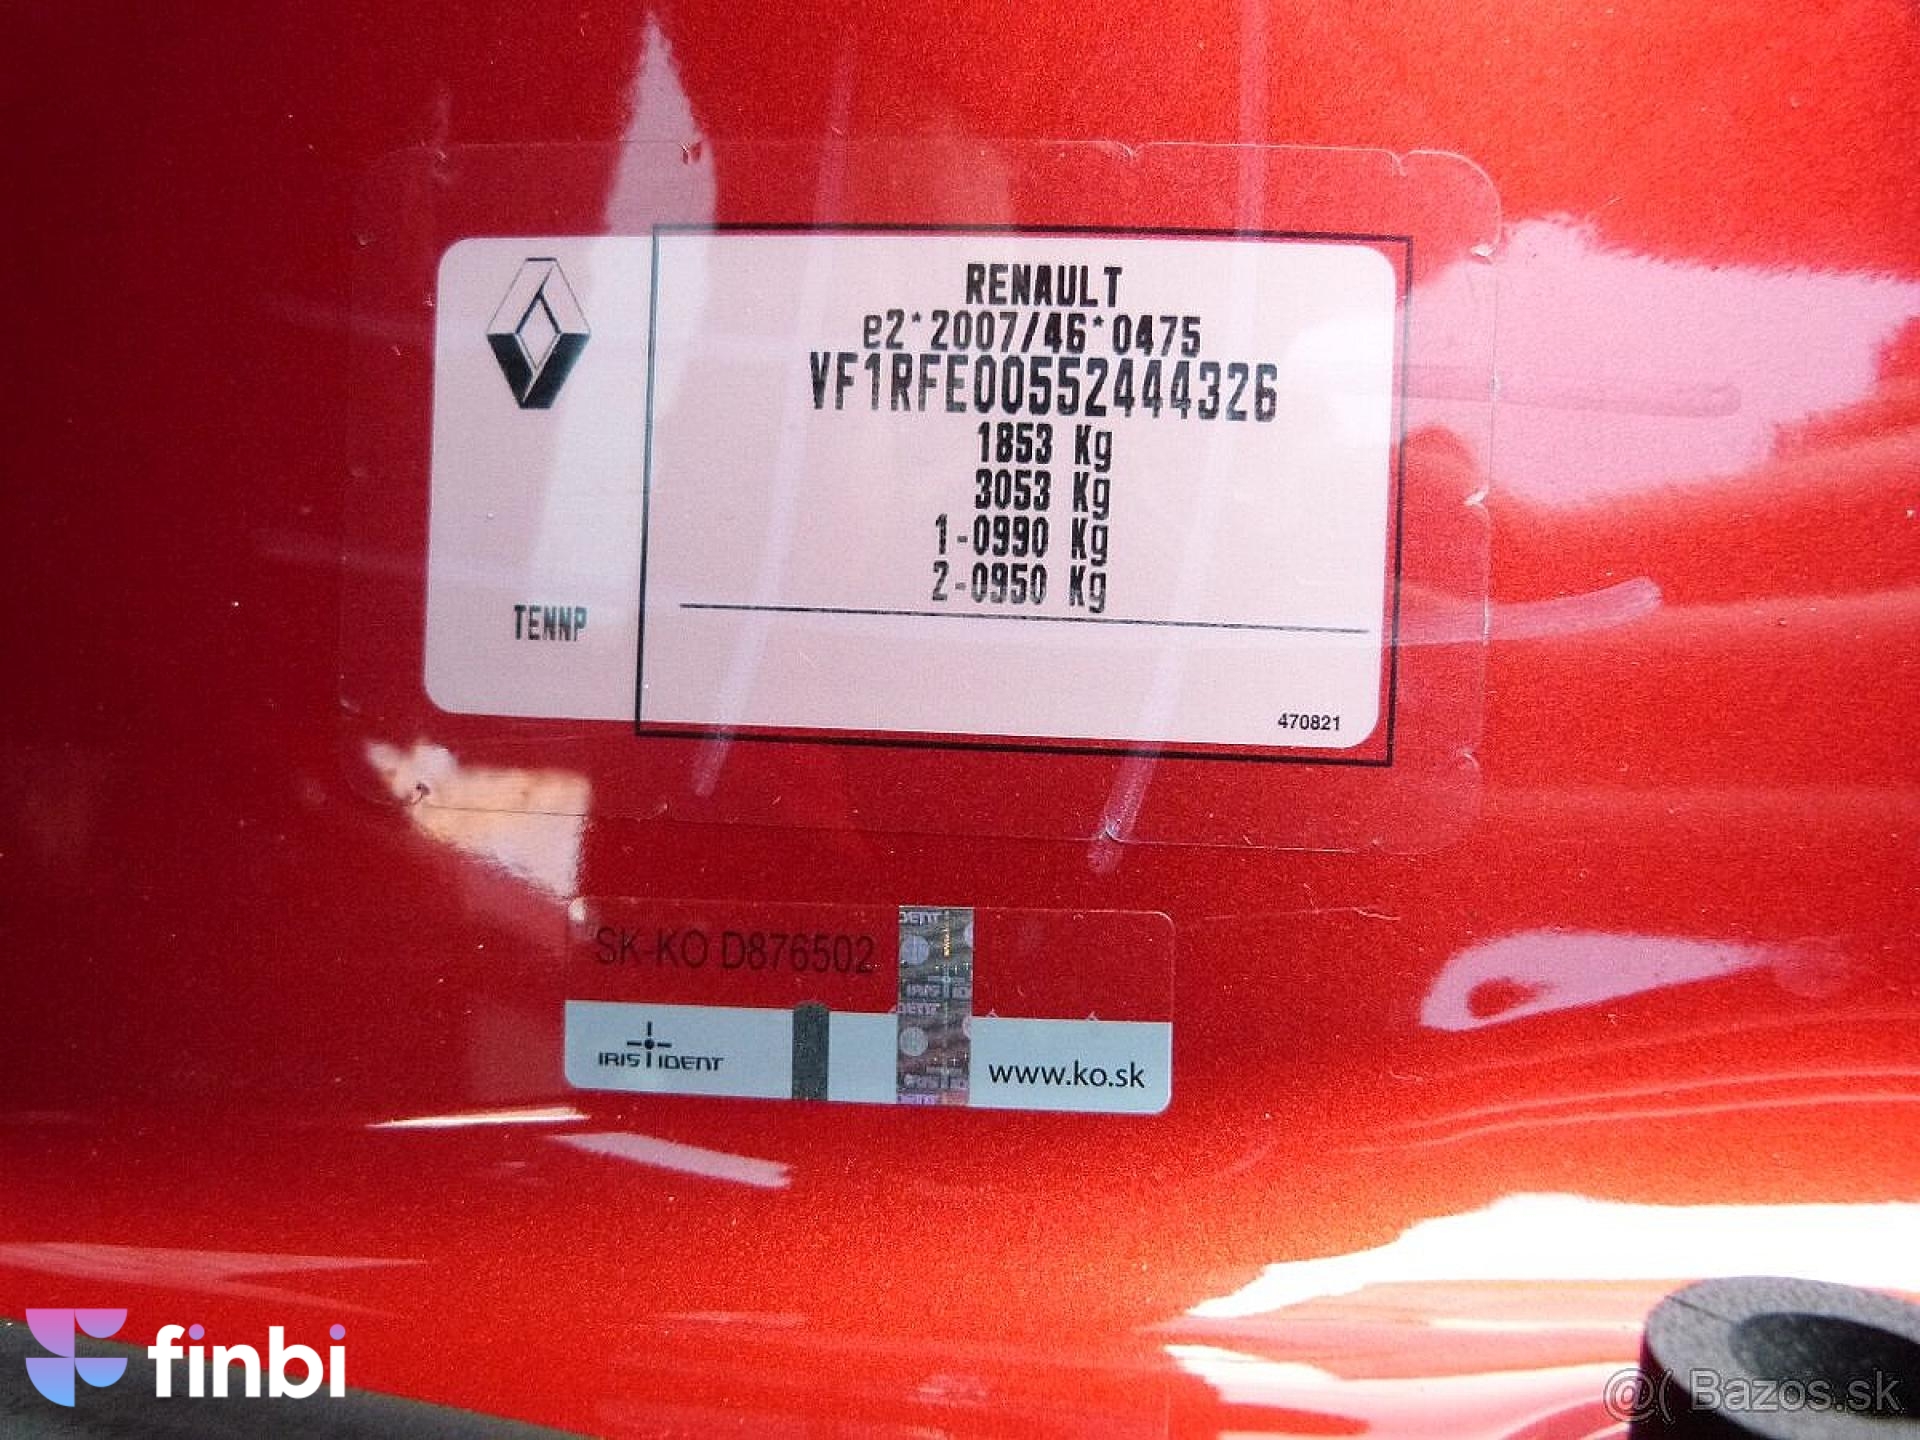 RENAULT
e2*2007/46*0475
VF1RFE00552444326
1853 Kg
3053 Kg
1-0990 Kg
2-0950 Kg
TENNP
470821
SK-KO D876502
IRIS IDENT
www.ko.sk
finbi
@( Bazos.sk